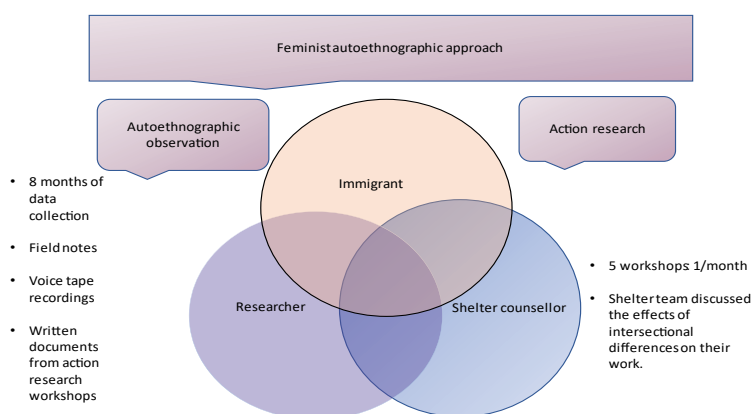 Feminist autoethnographic approach
Autoethnographic
observation
Action research
• 8 months of
data
collection
• Field notes
• Voice tape
recordings
• Written
documents
from action
research
workshops
Immigrant
Researcher
Shelter counsellor
• 5 workshops: 1/month
• Shelter team discussed
the effects of
intersectional
differences on their
work.